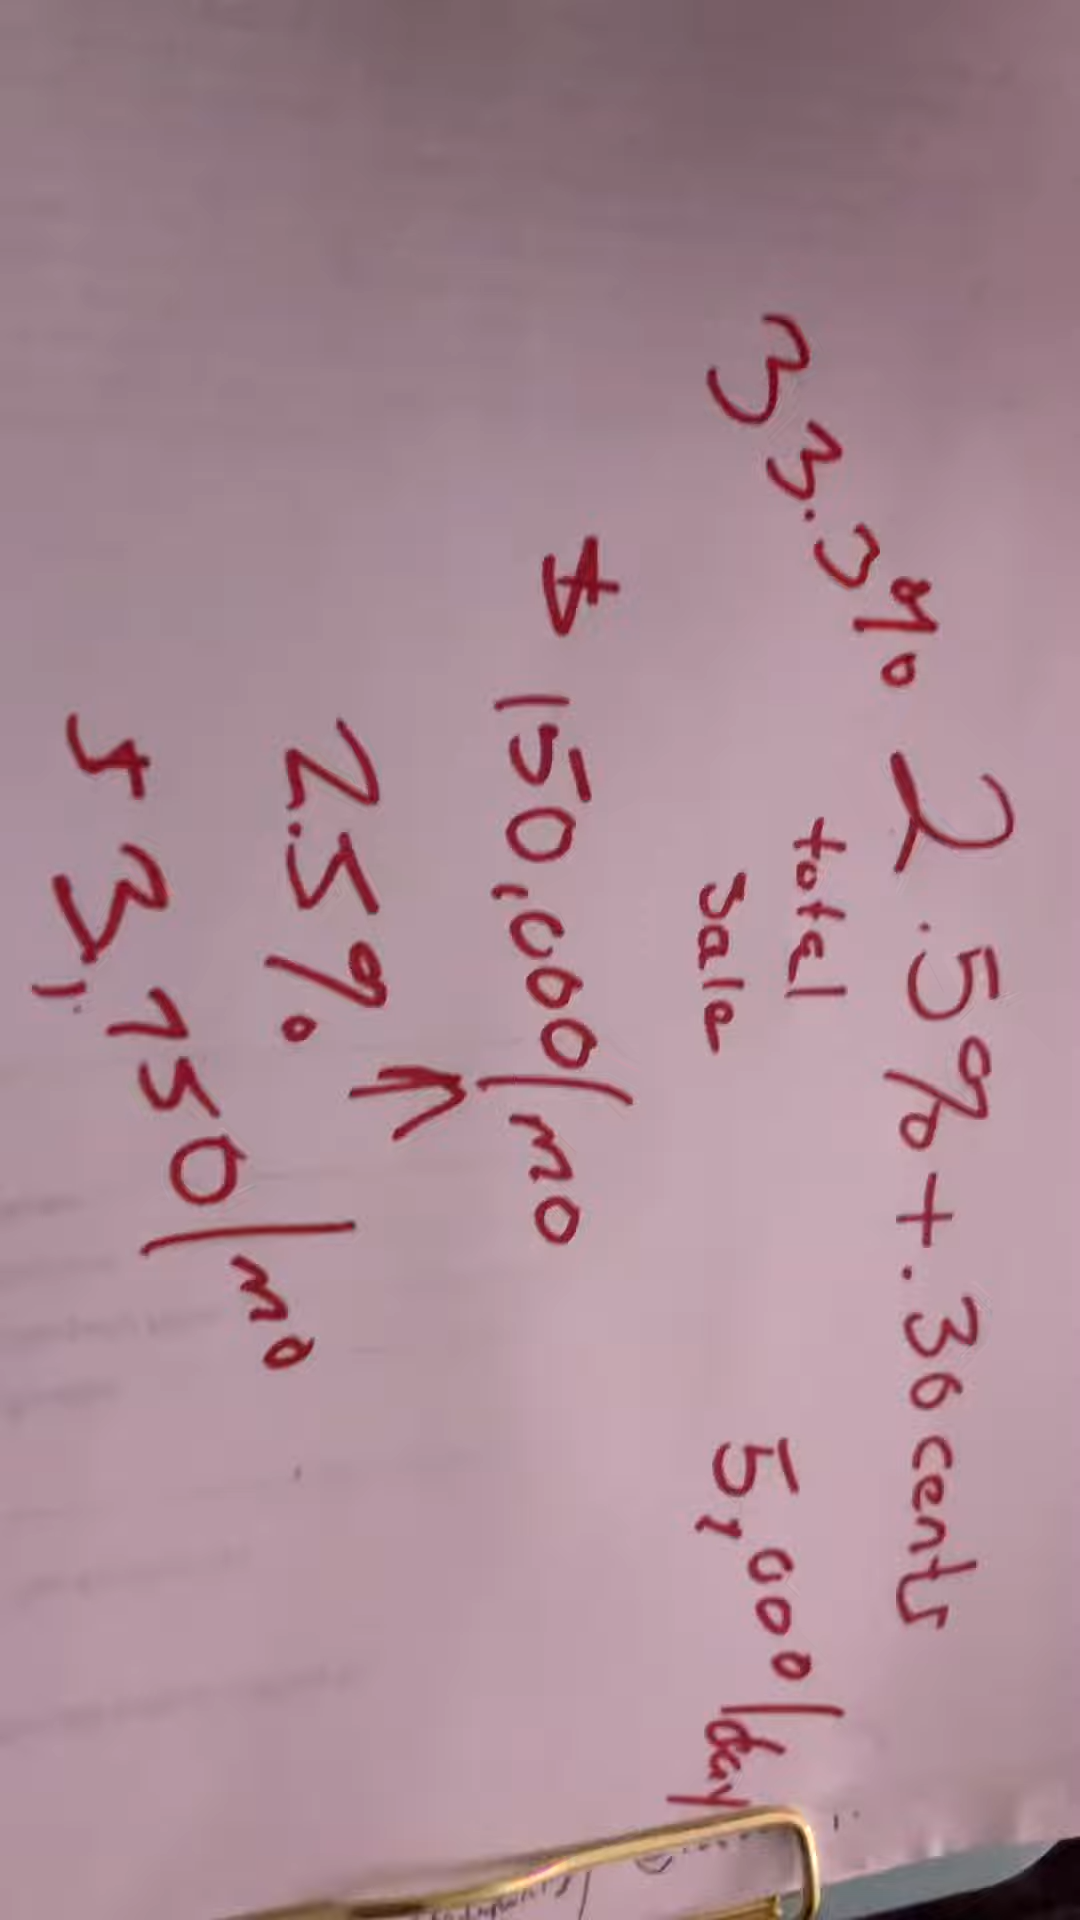 33.3%
2.5% + .30 cents
total
sale
5,000/day
$150,000/mo
2.5%
$3,750/mo